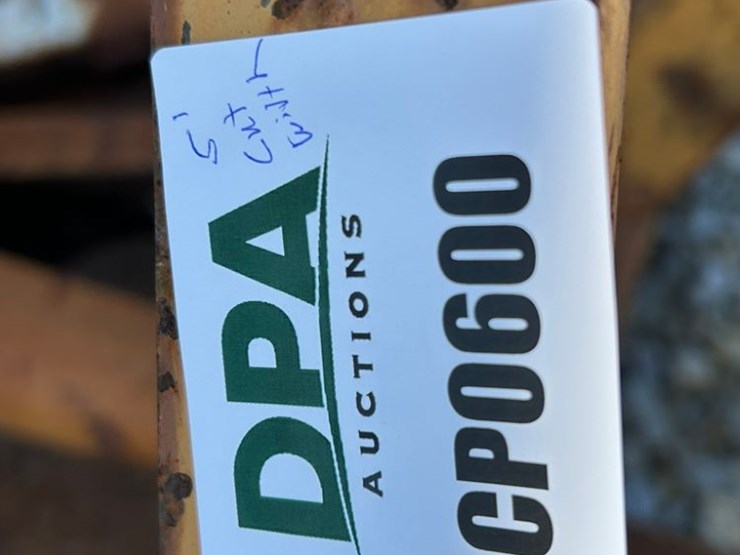 5'
Cut
Width
DPA
AUCTIONS
CP0600